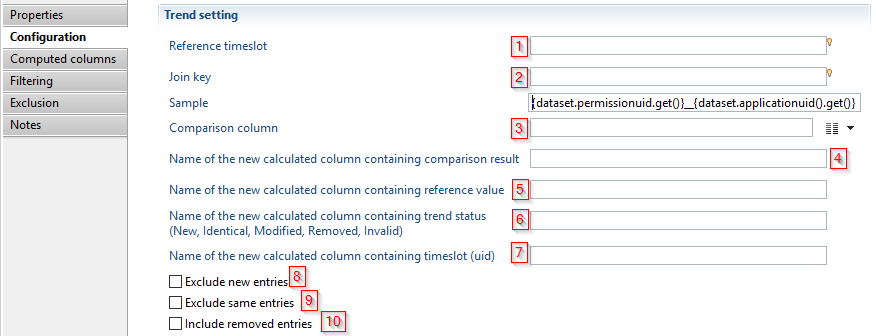 Properties
Configuration
Computed columns
Filtering
Exclusion
Notes
Trend setting
Reference timeslot 1
Join key 2
Sample {dataset.permissionuid.get()}__{dataset.applicationuid().get()}
Comparison column 3
Name of the new calculated column containing comparison result 4
Name of the new calculated column containing reference value 5
Name of the new calculated column containing trend status 6
(New, Identical, Modified, Removed, Invalid)
Name of the new calculated column containing timeslot (uid) 7
Exclude new entries 8
Exclude same entries 9
Include removed entries 10